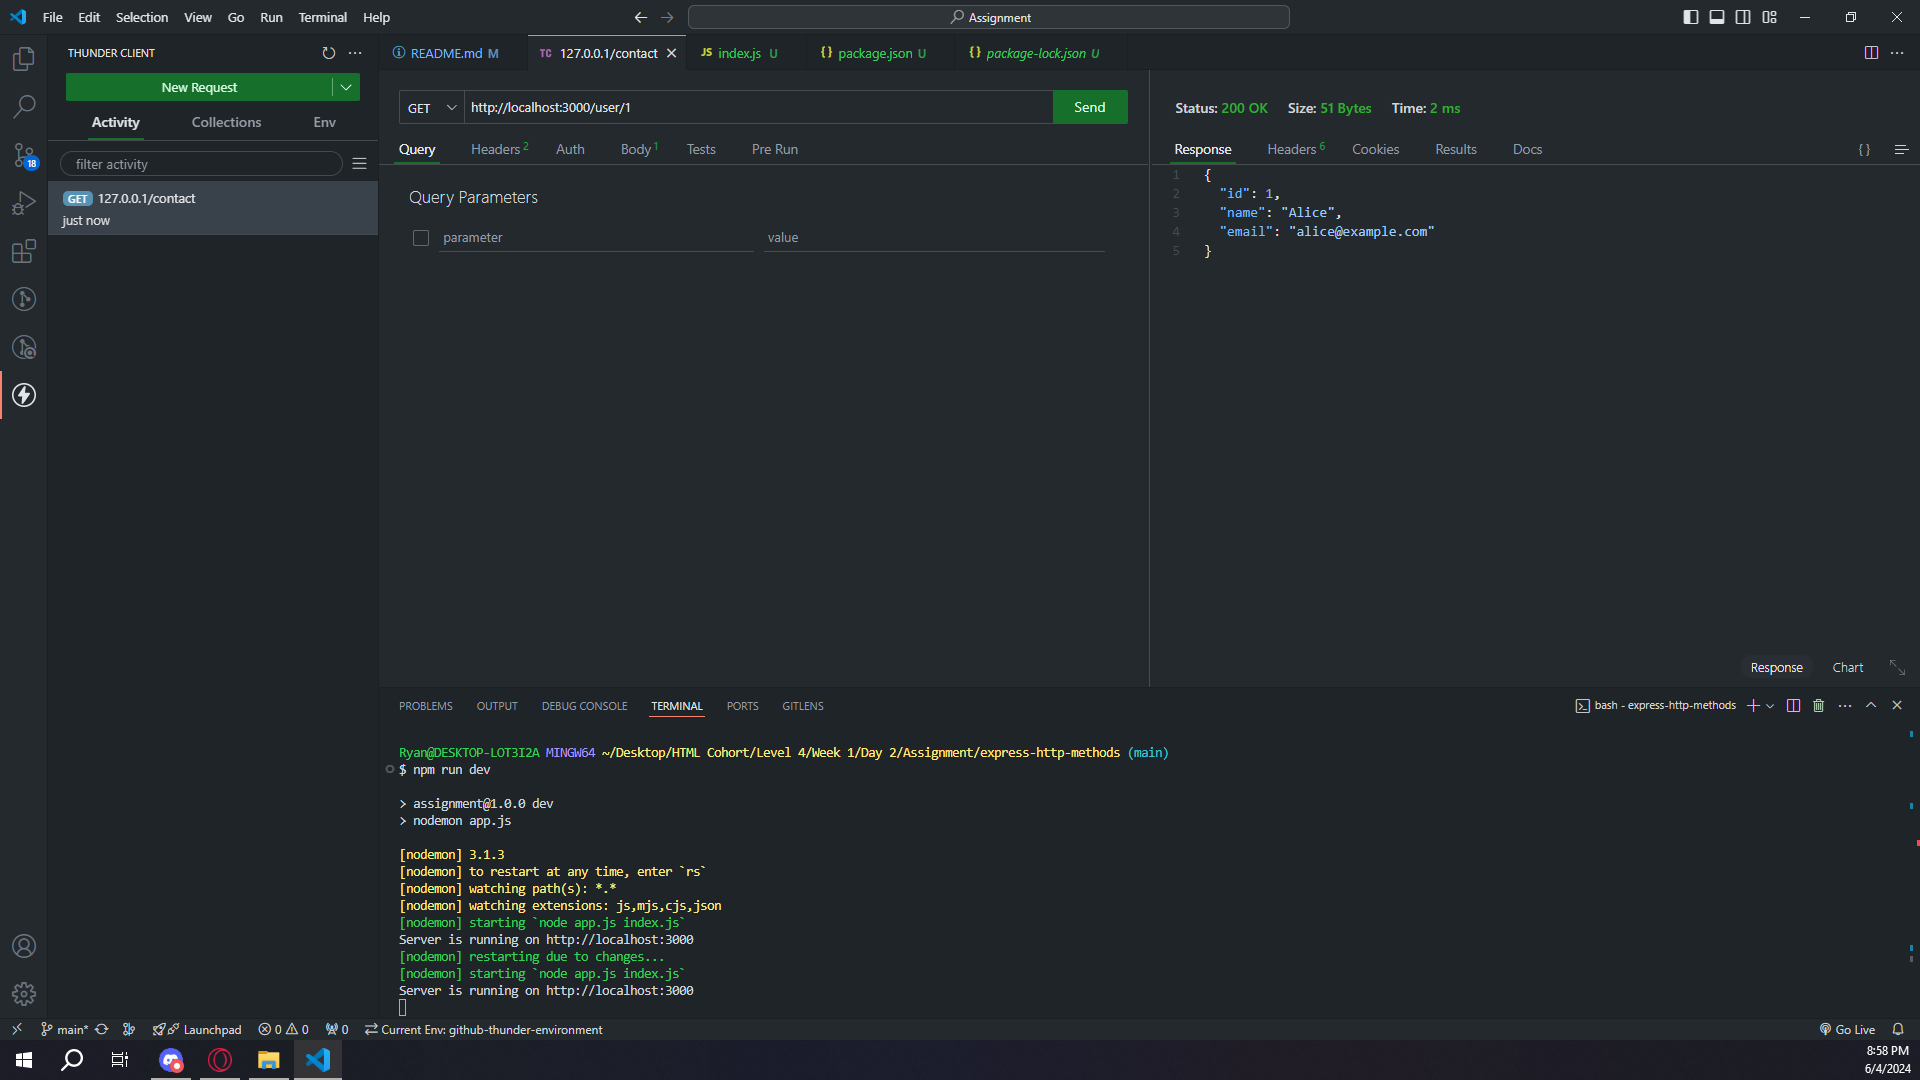 File Edit Selection View Go Run Terminal Help
Assignment
THUNDER CLIENT
New Request
Activity Collections Env
filter activity
GET 127.0.0.1/contact
just now
18
README.md M
TC 127.0.0.1/contact
JS index.js U
{} package.json U
{} package-lock.json U
GET http://localhost:3000/user/1 Send
Query Headers 2 Auth Body 1 Tests Pre Run
Query Parameters
parameter value
Status: 200 OK Size: 51 Bytes Time: 2 ms
Response Headers 6 Cookies Results Docs { }
1 {
2 "id": 1,
3 "name": "Alice",
4 "email": "alice@example.com"
5 }
Response Chart
PROBLEMS OUTPUT DEBUG CONSOLE TERMINAL PORTS GITLENS
bash - express-http-methods
Ryan@DESKTOP-LOT3I2A MINGW64 ~/Desktop/HTML Cohort/Level 4/Week 1/Day 2/Assignment/express-http-methods (main)
$ npm run dev
> assignment@1.0.0 dev
> nodemon app.js
[nodemon] 3.1.3
[nodemon] to restart at any time, enter `rs`
[nodemon] watching path(s): *.*
[nodemon] watching extensions: js,mjs,cjs,json
[nodemon] starting `node app.js index.js`
Server is running on http://localhost:3000
[nodemon] restarting due to changes...
[nodemon] starting `node app.js index.js`
Server is running on http://localhost:3000
main* Launchpad 0 0 0 Current Env: github-thunder-environment
Go Live
8:58 PM
6/4/2024